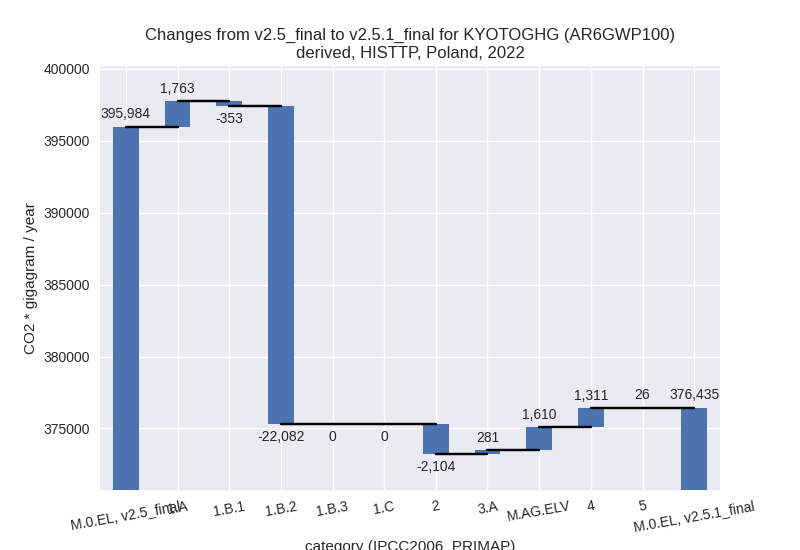 Changes from v2.5_final to v2.5.1_final for KYOTOGHG (AR6GWP100)
derived, HISTTP, Poland, 2022
CO2 * gigagram / year
400000
395000
390000
385000
380000
375000
395,984
1,763
-353
-22,082
0
0
-2,104
281
1,610
1,311
26
376,435
M.0.EL, v2.5_final
1.A
1.B.1
1.B.2
1.B.3
1.C
2
3.A
M.AG.ELV
4
5
M.0.EL, v2.5.1_final
category (IPCC2006_PRIMAP)